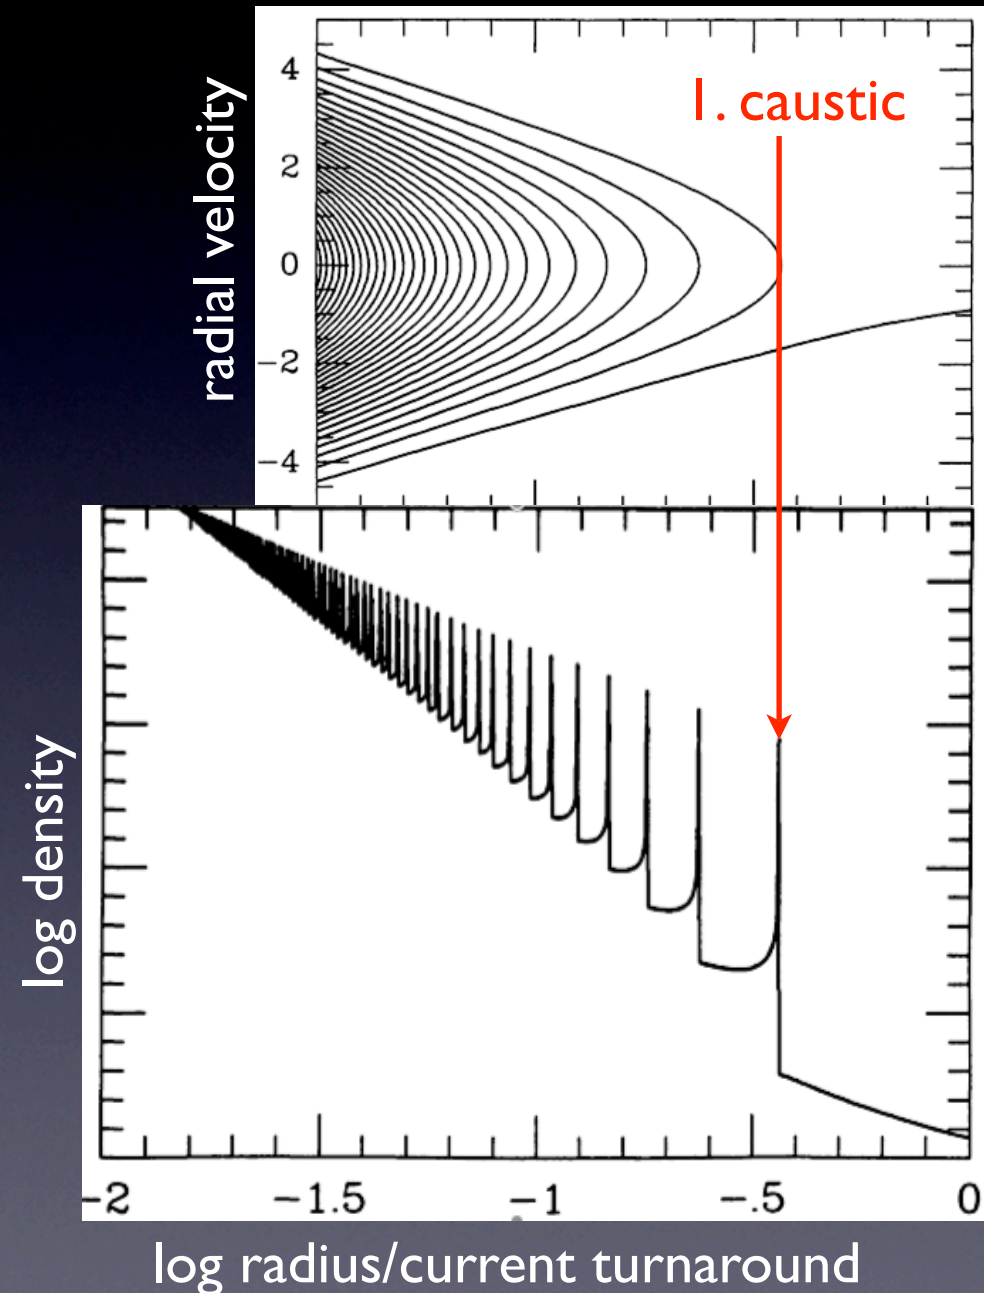 4
1. caustic
2
radial velocity
0
−2
−4
log density
−2
−1.5
−1
−.5
0
log radius/current turnaround